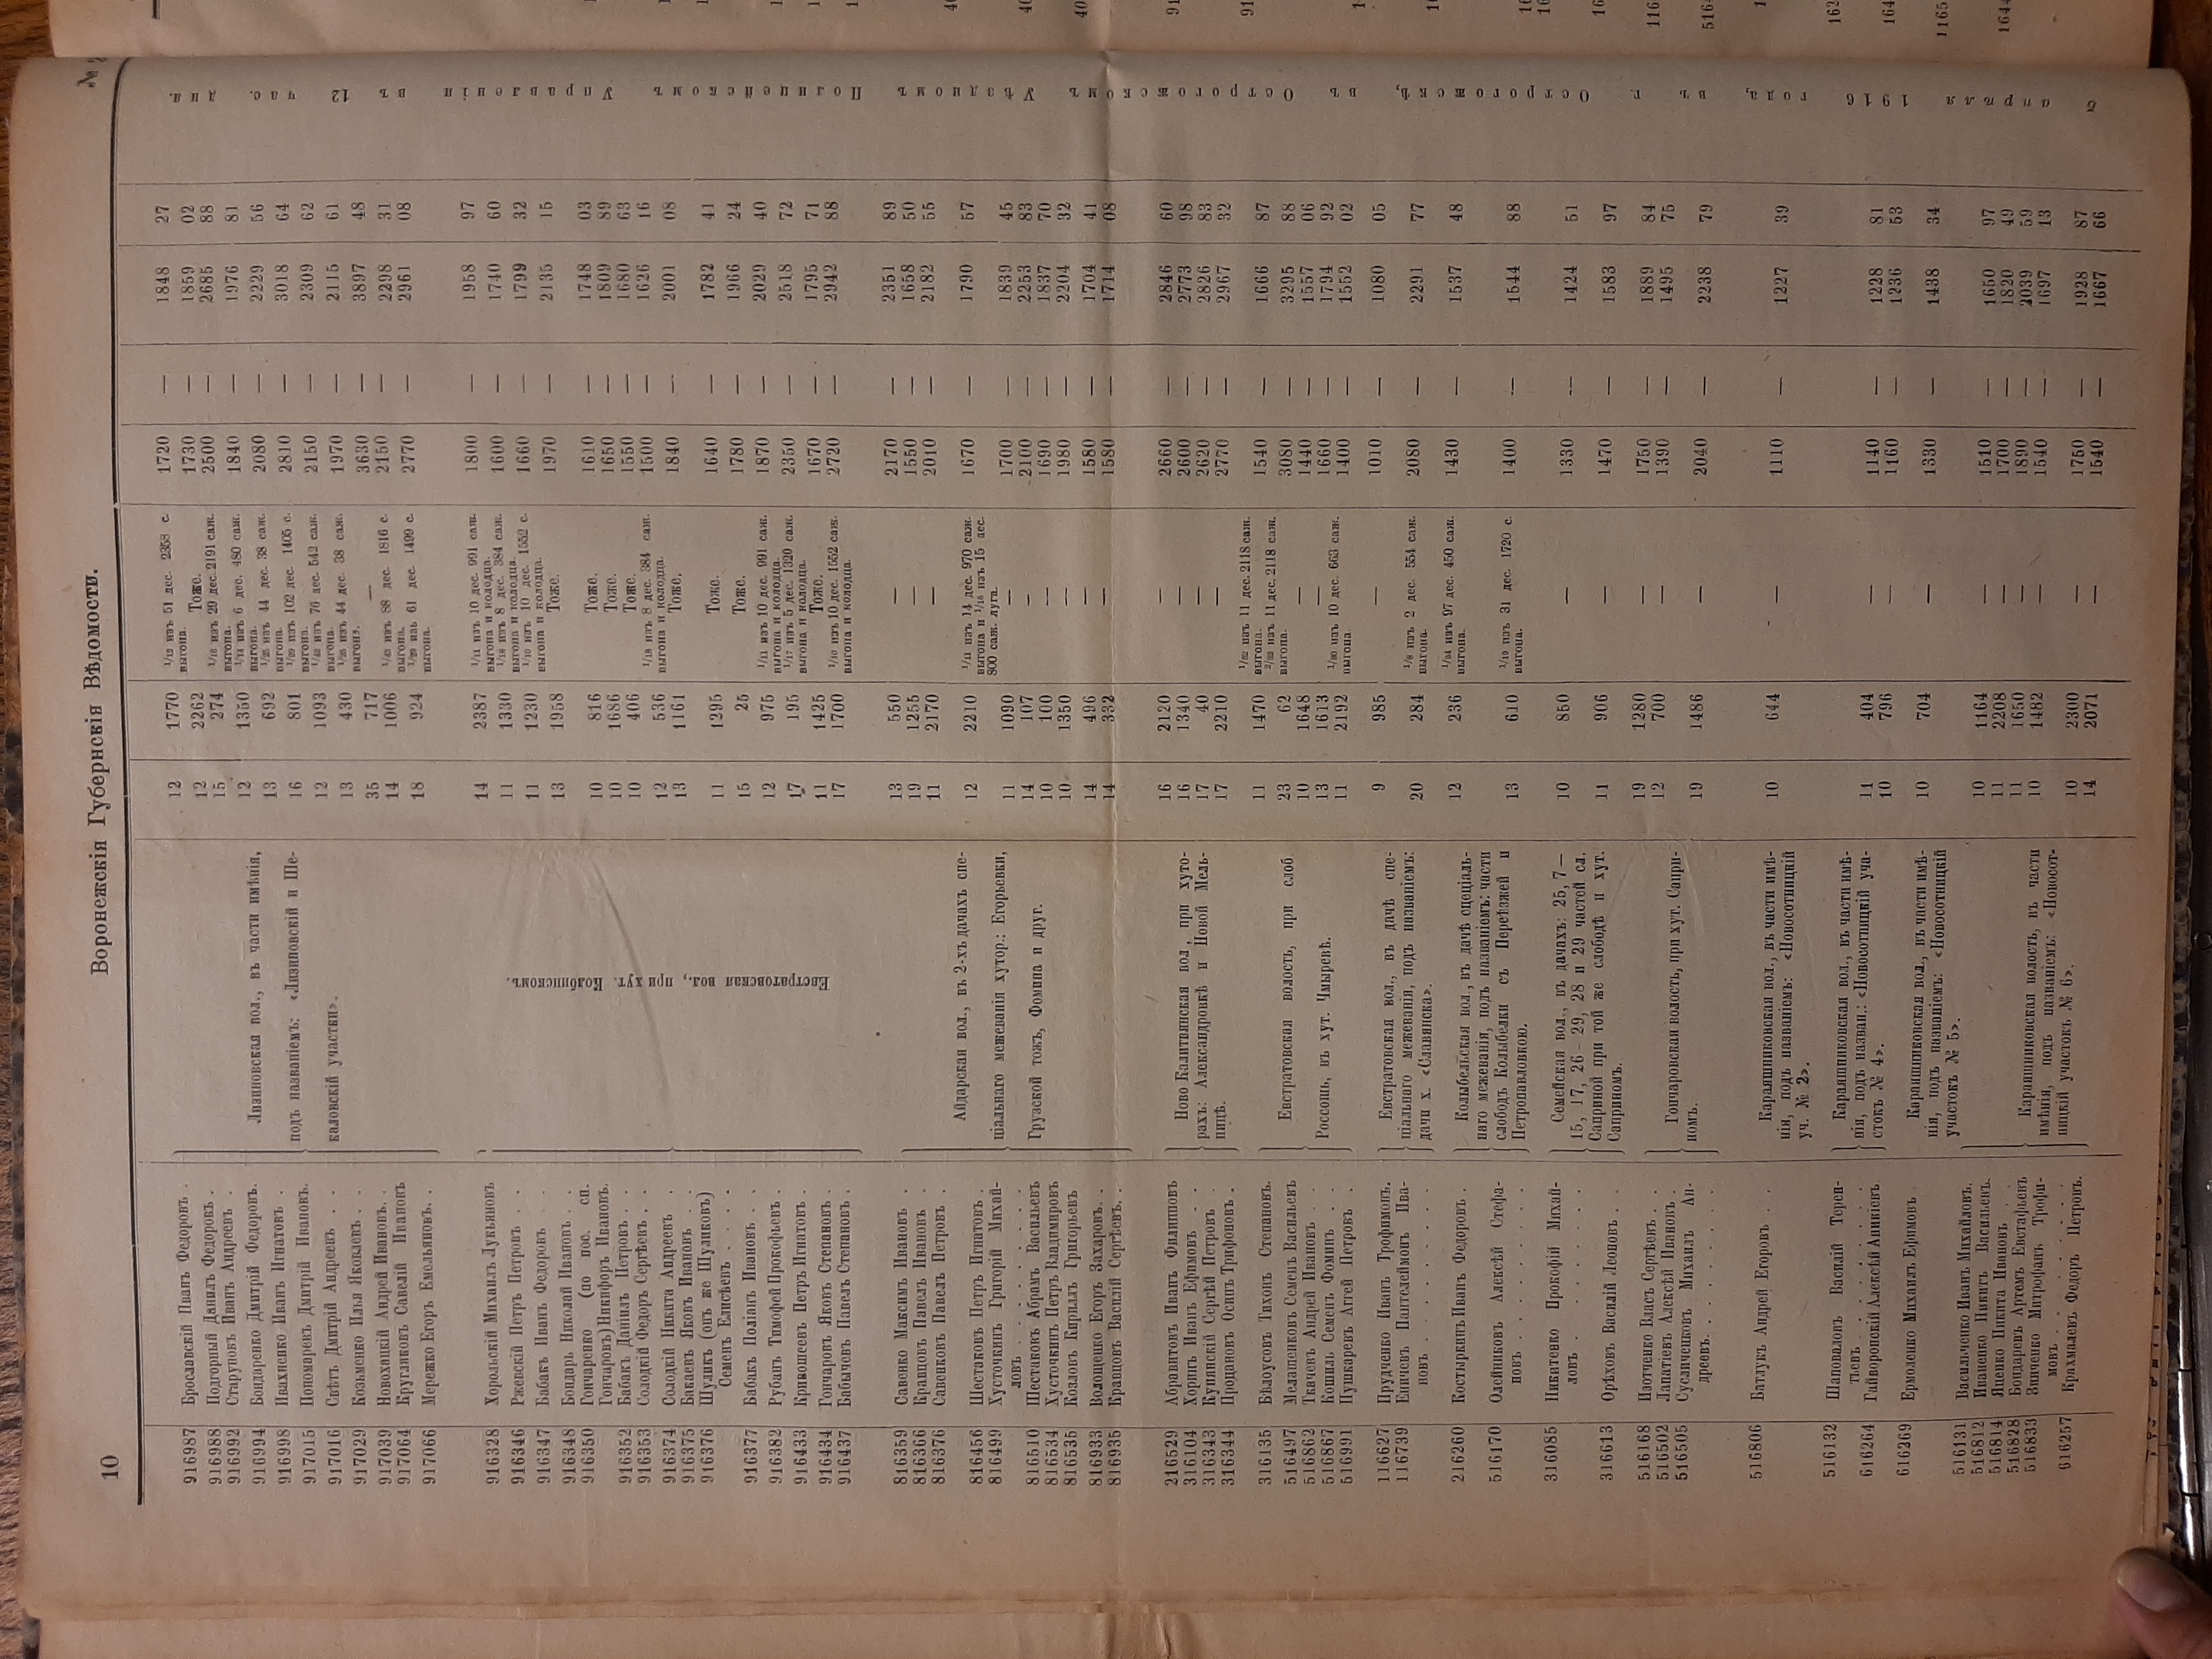 10
Воронежскія Губернскія Вѣдомости.
№
916987 Брославскій Иванъ Федоровъ . 12 1770 1/12 изъ 51 дес. 2358 с. выгона. 1720 — 1848 27
916988 Подгорный Данилъ Федоровъ . 12 2262 Тоже. 1730 — 1859 02
916992 Старуновъ Иванъ Андреевъ . 15 274 1/16 изъ 29 дес. 2191 саж. выгона. 2500 — 2685 88
916994 Бондаренко Дмитрій Федоровъ. 12 1350 1/14 изъ 6 дес. 480 саж. выгона. 1840 — 1976 81
916998 Ивахненко Иванъ Игнатовъ . 13 692 1/25 изъ 44 дес. 38 саж. выгона. 2080 — 2229 56
917015 Пономаревъ Дмитрій Ивановъ. 16 801 1/29 изъ 102 дес. 1405 с. выгона. 2810 — 3018 64
917016 Свѣтъ Дмитрій Андреевъ . . 12 1093 1/42 изъ 76 дес. 542 саж. выгона. 2150 — 2309 62
917029 Козьменко Илья Яковлевъ . . 13 430 1/25 изъ 44 дес. 38 саж. выгона. 1970 — 2115 61
917039 Новохацкій Андрей Ивановъ. . 35 717 — 3630 — 3897 48
917064 Кругляковъ Савелій Ивановъ 14 1006 1/43 изъ 88 дес. 1816 с. выгона. 2150 — 2298 31
917066 Мережко Егоръ Емельяновъ. . 18 924 1/29 изъ 61 дес. 1499 с. выгона. 2770 — 2961 08
Лизиновская вол., въ части имѣнія,
подъ названіемъ: «Лизиновскій и Ше-
каловскій участки».
916328 Хорольскій Михаилъ Лукьяновъ 14 2387 1/11 изъ 10 дес. 991 саж. выгона и колодца. 1800 — 1958 97
916346 Ржевскій Петръ Петровъ . . 11 1330 1/18 изъ 8 дес. 384 саж. выгона и колодца. 1600 — 1740 60
916347 Бабакъ Иванъ Федоровъ . . 11 1230 1/10 изъ 10 дес. 1552 с. выгона и колодца. 1660 — 1799 32
916348 Бондарь Николай Ивановъ . . 13 1958 Тоже. 1970 — 2135 15
916350 Гончаренко (по пос. сп.
Гончаровъ) Никифоръ Ивановъ. 10 816 Тоже. 1610 — 1748 03
916352 Бабакъ Даніилъ Петровъ . . 10 1686 Тоже. 1650 — 1809 89
916353 Солодкій Федоръ Сергѣевъ . . 10 406 Тоже. 1550 — 1680 63
916374 Солодкій Никита Андреевъ . 12 536 1/18 изъ 8 дес. 384 саж. выгона и колодца. 1500 — 1626 16
916375 Бакаевъ Яковъ Ивановъ . . 13 1161 Тоже. 1840 — 2001 08
916376 Шуликъ (онъ же Шуликовъ)
Семенъ Елисѣевъ . . . . 11 1295 Тоже. 1640 — 1782 41
916377 Бабакъ Поліанъ Ивановъ . . 15 25 Тоже. 1780 — 1966 24
916382 Рубанъ Тимофей Прокофьевъ . 12 975 1/11 изъ 10 дес. 991 саж. выгона и колодца. 1870 — 2029 40
916433 Кривошеевъ Петръ Игнатовъ . 17 195 1/17 изъ 5 дес. 1320 саж. выгона и колодца. 2350 — 2518 72
916434 Гончаровъ Яковъ Степановъ . 11 1425 Тоже. 1670 — 1795 71
916437 Бабычевъ Павелъ Степановъ . 17 1700 1/10 изъ 10 дес. 1552 саж. выгона и колодца. 2720 — 2942 88
Евстратовская вол., при хут. Колбинскомъ.
816359 Савенко Максимъ Ивановъ . 13 550 — 2170 — 2351 89
816366 Кравцовъ Павелъ Ивановъ . 19 1255 — 1550 — 1658 50
816376 Савенковъ Павелъ Петровъ . 11 2170 — 2010 — 2182 55
816456 Шестаковъ Петръ Игнатовъ . 12 2210 1/11 изъ 14 дес. 970 саж. выгона и 1/16 изъ 15 дес. 800 саж. луга. 1670 — 1790 57
816499 Хусточкинъ Григорій Михай-
ловъ . . . . . . . . . 11 1090 — 1700 — 1839 45
816510 Шестаковъ Абрамъ Васильевъ 14 107 — 2100 — 2253 83
816534 Хусточкинъ Петръ Владимировъ 10 100 — 1690 — 1837 70
816535 Козловъ Кириллъ Григорьевъ 10 1350 — 1980 — 2204 32
816933 Волощенко Егоръ Захаровъ. . 14 496 — 1580 — 1704 41
816935 Кравцовъ Василій Сергѣевъ. . 14 332 — 1580 — 1714 08
Айдарская вол., въ 2-хъ дачахъ спе-
ціальнаго межеванія хутор.: Егорьевки,
Грузской тожъ, Фомина и друг.
216529 Абравитовъ Иванъ Филипповъ 16 2120 — 2660 — 2846 60
316104 Хоринъ Иванъ Ефимовъ . . 16 1340 — 2600 — 2773 98
316343 Купянскій Сергѣй Петровъ . 17 40 — 2620 — 2826 83
316344 Продановъ Осипъ Трифоновъ . 17 2210 — 2770 — 2967 32
Ново Калитвянская вол, при хуто-
рахъ: Александровкѣ и Новой Мель-
ницѣ.
316135 Бѣлоусовъ Тихонъ Степановъ. 11 1470 1/32 изъ 11 дес. 2118 саж. выгона. 1540 — 1666 87
516497 Мелашенковъ Семенъ Васильевъ 23 62 2/32 изъ 11 дес. 2118 саж. выгона. 3080 — 3295 88
516862 Ткачевъ Андрей Ивановъ . . 10 1648 — 1440 — 1557 06
516867 Кошиль Семенъ Фоминъ . . 13 1613 — 1660 — 1794 92
516991 Пушкаревъ Аггей Петровъ . 11 2192 1/30 изъ 10 дес. 663 саж. выгона. 1400 — 1552 02
Евстратовская волость, при слоб
Россошь, въ хут. Чмыревѣ.
116627 Прудченко Иванъ Трофимовъ. 9 985 — 1010 — 1080 05
116739 Еничевъ Пантелеймонъ Ива-
новъ . . . . . . . . . 20 284 1/8 изъ 2 дес. 554 саж. выгона. 2080 — 2291 77
Евстратовская вол., въ дачѣ спе-
ціальнаго межеванія, подъ названіемъ:
дачи х. «Славянска».
216260 Костыркинъ Иванъ Федоровъ . 12 236 1/34 изъ 97 дес. 450 саж. выгона. 1430 — 1537 48
516170 Олейниковъ Алексѣй Стефа-
новъ . . . . . . . . . 13 610 1/19 изъ 31 дес. 1720 с. выгона. 1400 — 1544 88
Колыбельская вол., въ дачѣ спеціаль-
наго межеванія, подъ названіемъ: части
слободъ Колыбелки съ Переѣзжей и
Петропавловкою.
316085 Никитенко Прокофій Михай-
ловъ . . . . . . . . 10 850 — 1330 — 1424 51
316613 Орѣховъ Василій Леоновъ . . 11 906 — 1470 — 1583 97
Семейская вол., въ дачахъ: 25, 7—
15, 17, 26-29, 28 и 29 частей сл.
Саприной при той же слободѣ и хут.
Саприномъ.
516168 Изотченко Власъ Сергѣевъ . . 19 1280 — 1750 — 1889 84
516502 Лапатіевъ Алексѣй Ивановъ . 12 700 — 1390 — 1495 75
516505 Сусличенковъ Михаилъ Ан-
дреевъ. . . . . . . . . 19 1486 — 2040 — 2238 79
Гончаровская волость, при хут. Сапри-
номъ.
516806 Батлукъ Андрей Егоровъ . . 10 644 — 1110 — 1227 39
Караяшниковская вол., въ части имѣ-
нія, подъ названіемъ: «Новосотницкій
уч. № 2».
516132 Шаповаловъ Василій Терен-
тьевъ . . . . . . . . . 11 404 — 1140 — 1228 81
616264 Гайворонскій Алексѣй Аникіевъ 10 796 — 1160 — 1236 53
Караяшниковская вол., въ части имѣ-
нія, подъ назван.: «Новосотницкій уча-
стокъ № 4».
616269 Ермоленко Михаилъ Ефимовъ 10 704 — 1330 — 1438 34
Караяшниковская вол., въ части имѣ-
нія, подъ названіемъ: «Новосотницкій
участокъ № 5».
516131 Васильченко Иванъ Михайловъ. 10 1164 — 1510 — 1650 97
516812 Иваненко Никитъ Васильевъ. 11 2208 — 1700 — 1820 49
516814 Яценко Никита Ивановъ . . 11 1650 — 1890 — 2039 59
516828 Бондаревъ Артемъ Евстафьевъ 10 1482 — 1540 — 1697 13
516833 Зинченко Митрофанъ Трофи-
мовъ . . . . . . . . . 10 2300 — 1750 — 1928 87
616257 Крахмалевъ Федоръ Петровъ. 14 2071 — 1540 — 1667 66
Караяшниковская волость, въ части
имѣнія, подъ названіемъ: «Новосот-
ницкій участокъ № 6».
5 апрѣля 1916 года, въ г. Острогожскѣ, въ Острогожскомъ Уѣздномъ Полицейскомъ Управленіи въ 12 час. дня.